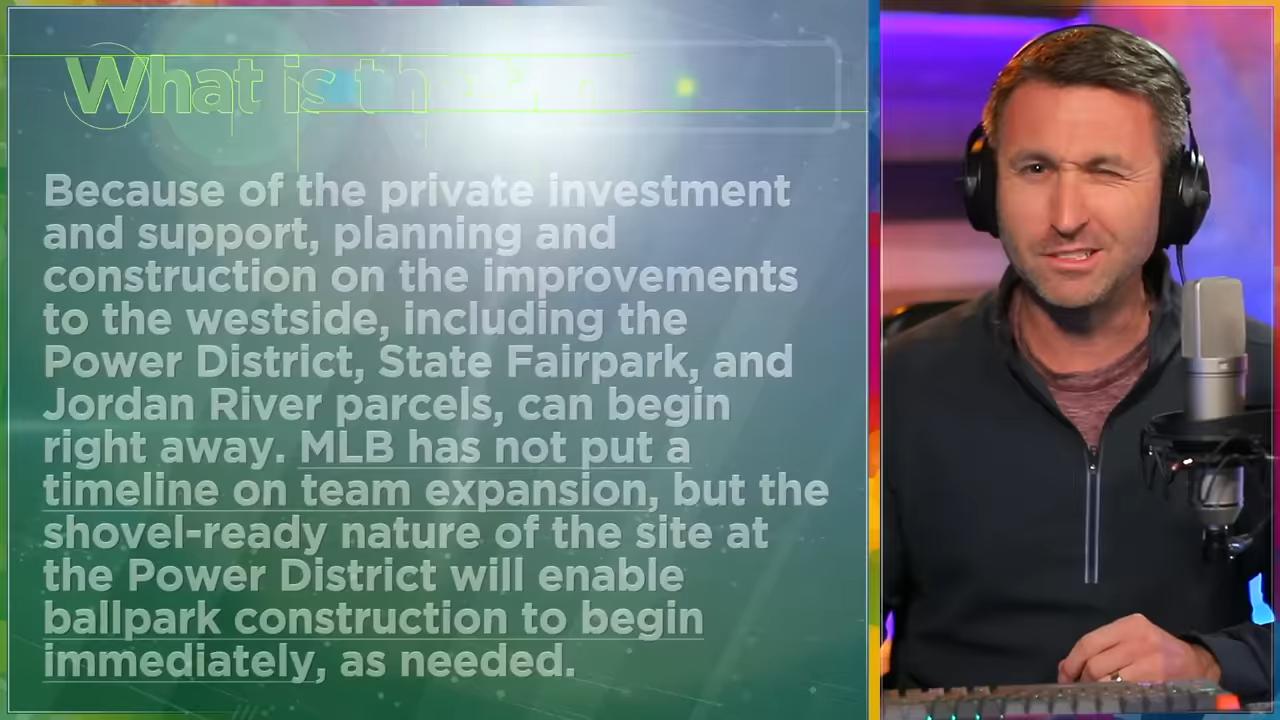 What is th
Because of the private investment
and support, planning and
construction on the improvements
to the westside, including the
Power District, State Fairpark, and
Jordan River parcels, can begin
right away. MLB has not put a
timeline on team expansion, but the
shovel-ready nature of the site at
the Power District will enable
ballpark construction to begin
immediately, as needed.